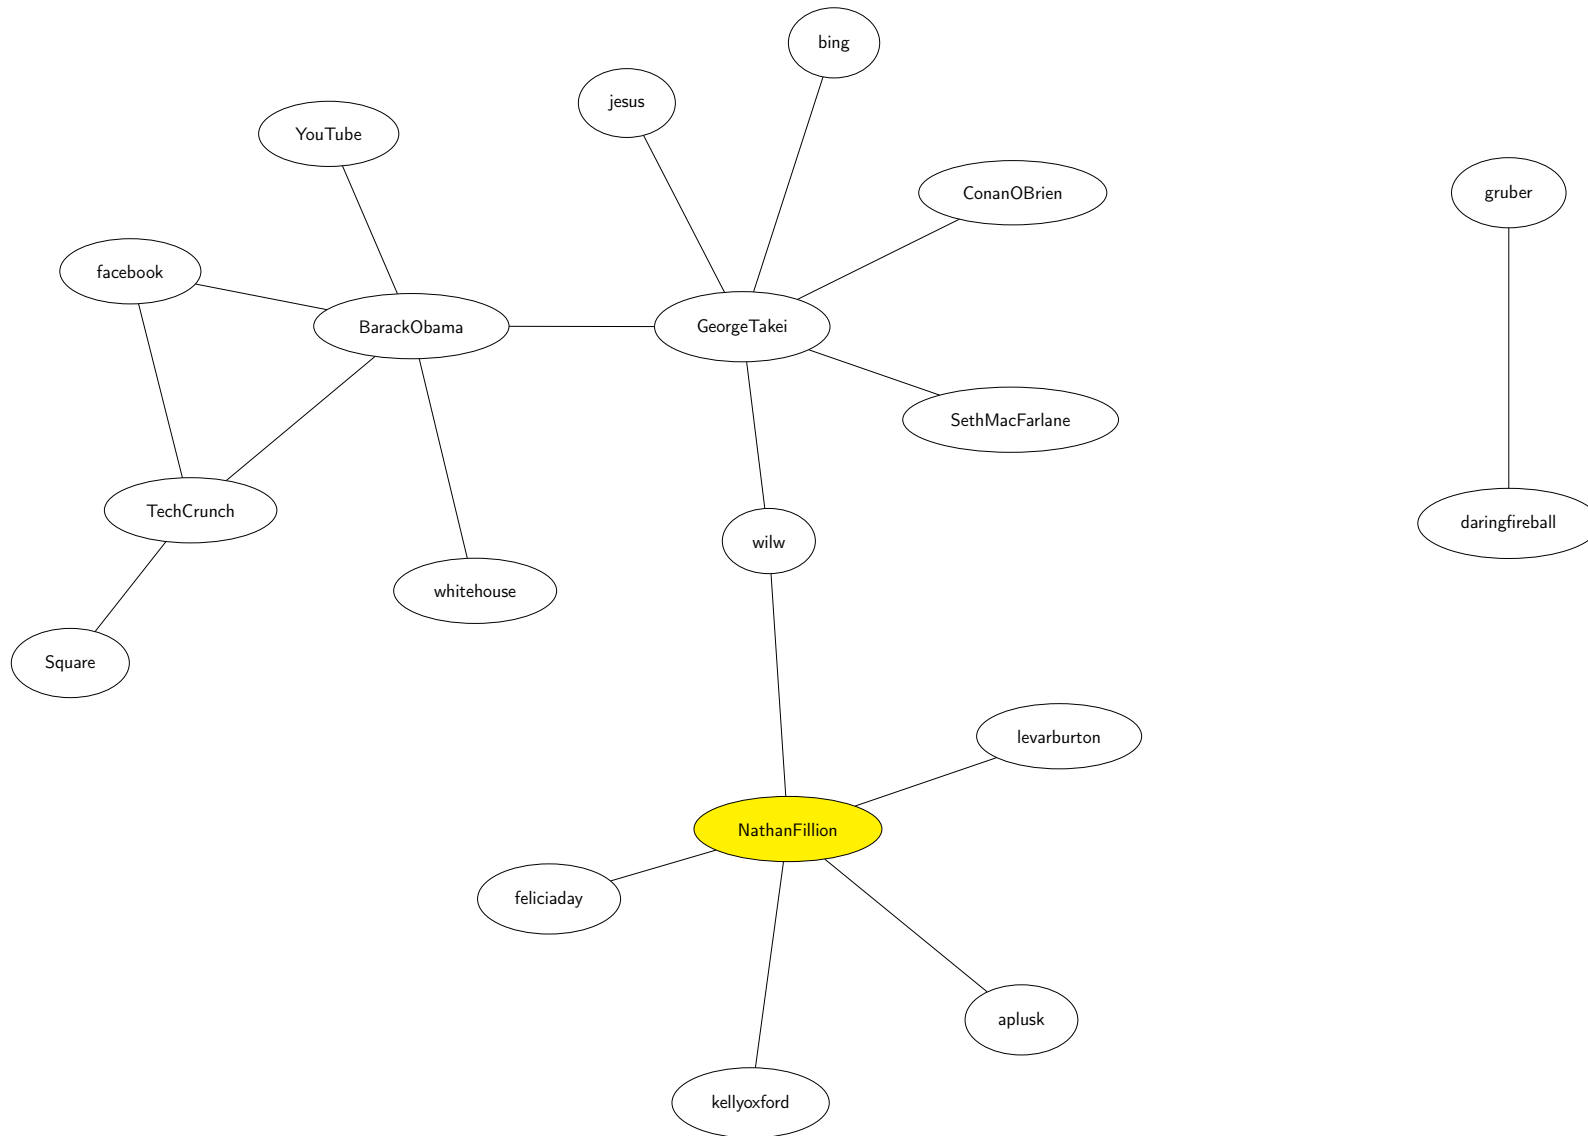 bing
jesus
YouTube
ConanOBrien
gruber
facebook
BarackObama
GeorgeTakei
SethMacFarlane
TechCrunch
daringfireball
wilw
whitehouse
Square
levarburton
NathanFillion
feliciaday
aplusk
kellyoxford